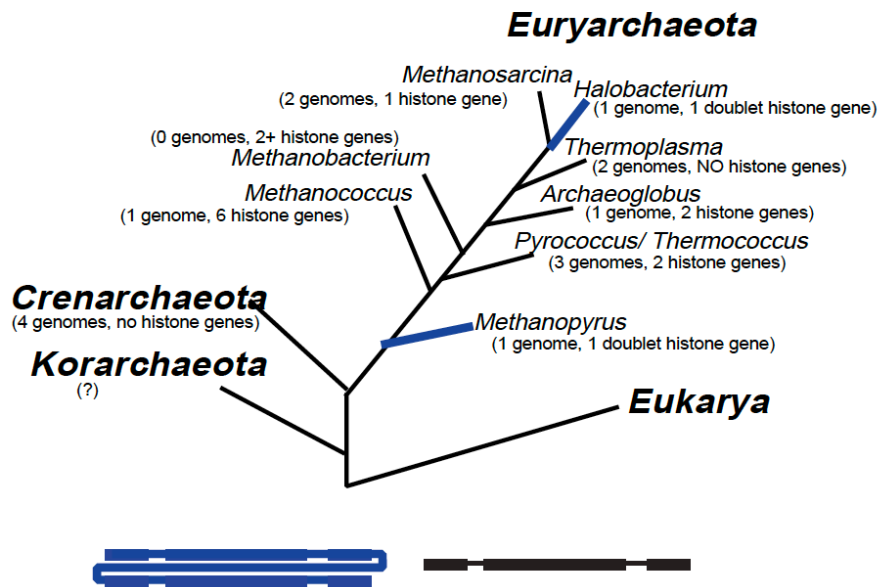 Euryarchaeota
Methanosarcina
(2 genomes, 1 histone gene)
Halobacterium
(1 genome, 1 doublet histone gene)
(0 genomes, 2+ histone genes)
Methanobacterium
Thermoplasma
(2 genomes, NO histone genes)
Methanococcus
(1 genome, 6 histone genes)
Archaeoglobus
(1 genome, 2 histone genes)
Pyrococcus/ Thermococcus
(3 genomes, 2 histone genes)
Crenarchaeota
(4 genomes, no histone genes)
Methanopyrus
(1 genome, 1 doublet histone gene)
Korarchaeota
(?)
Eukarya